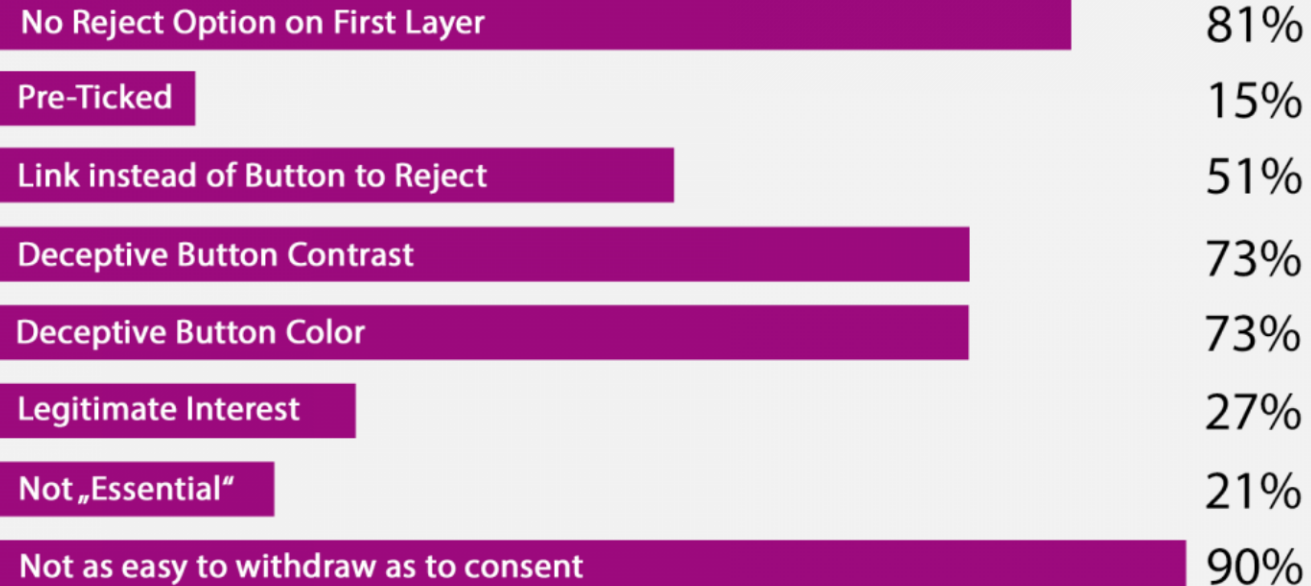 No Reject Option on First Layer 81%
Pre-Ticked 15%
Link instead of Button to Reject 51%
Deceptive Button Contrast 73%
Deceptive Button Color 73%
Legitimate Interest 27%
Not „Essential“ 21%
Not as easy to withdraw as to consent 90%